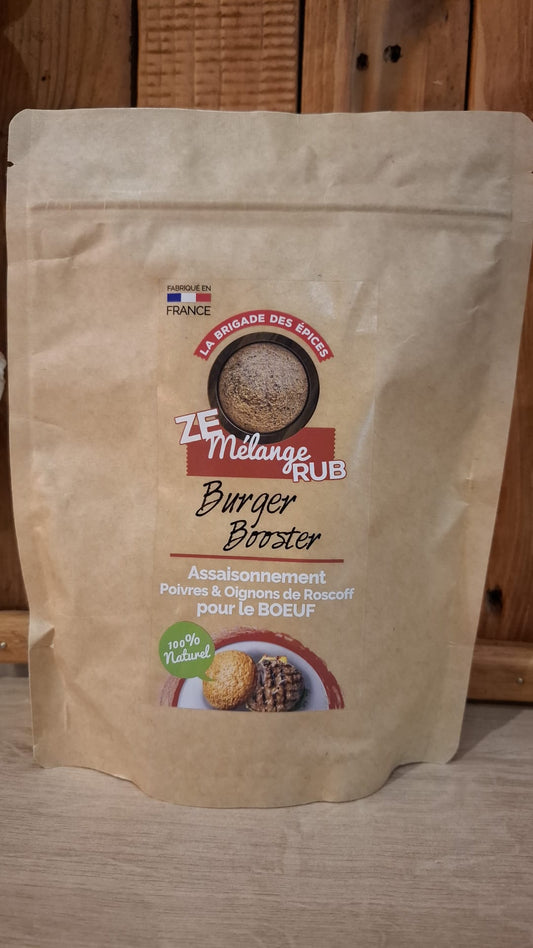 FABRIQUÉ EN
FRANCE
LA BRIGADE DES ÉPICES
ZE
Mélange
RUB
Burger
Booster
Assaisonnement
Poivres & Oignons de Roscoff
pour le BOEUF
100%
Naturel